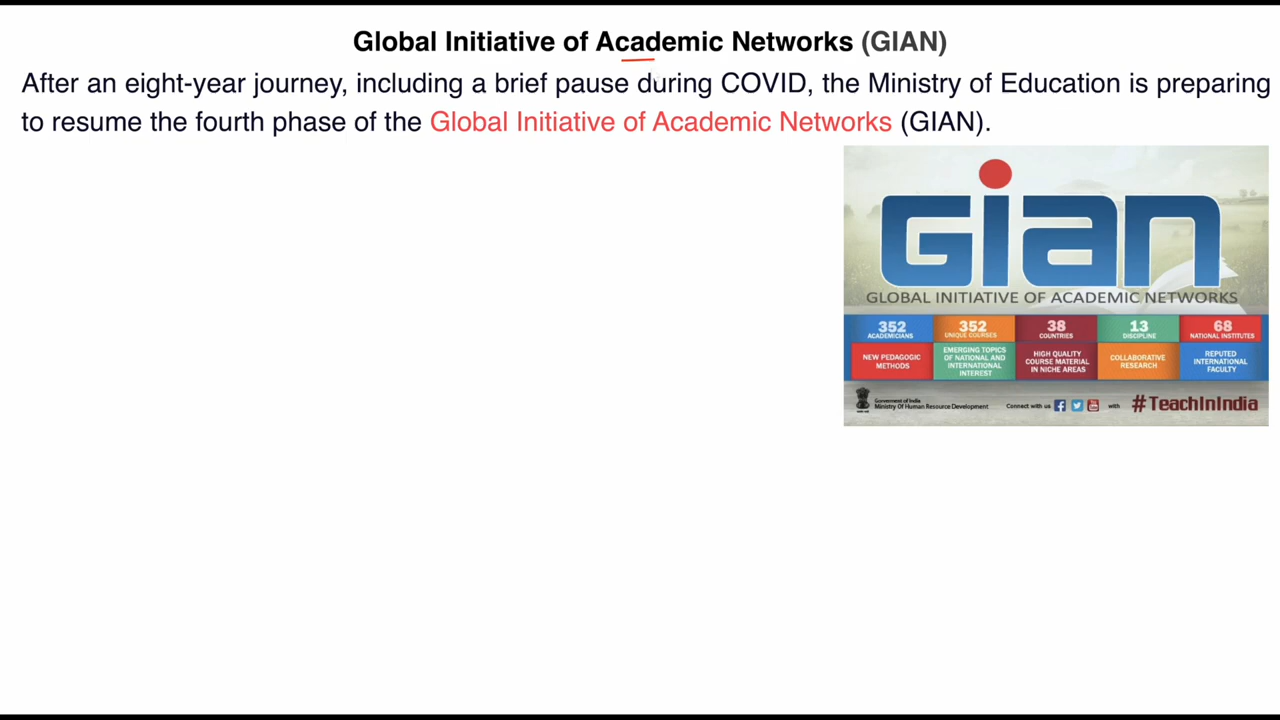 Global Initiative of Academic Networks (GIAN)
After an eight-year journey, including a brief pause during COVID, the Ministry of Education is preparing
to resume the fourth phase of the Global Initiative of Academic Networks (GIAN).
Gian
GLOBAL INITIATIVE OF ACADEMIC NETWORKS
352 ACADEMICIANS
352 UNIQUE COURSES
38 COUNTRIES
13 DISCIPLINE
68 NATIONAL INSTITUTES
NEW PEDAGOGIC METHODS
EMERGING TOPICS OF NATIONAL AND INTERNATIONAL INTEREST
HIGH QUALITY COURSE MATERIAL IN NICHE AREAS
COLLABORATIVE RESEARCH
REPUTED INTERNATIONAL FACULTY
Government of India
Ministry Of Human Resource Development
Connect with us with #TeachInIndia